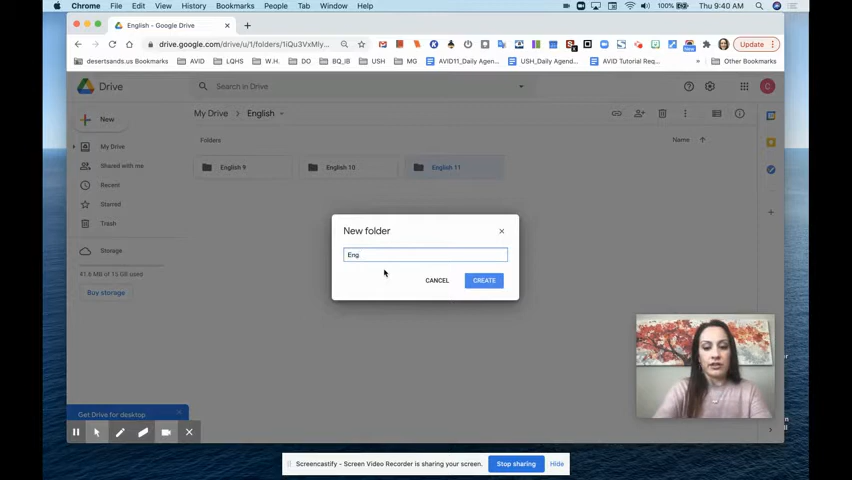 Chrome File Edit View History Bookmarks People Tab Window Help 100% Thu 9:40 AM
English - Google Drive
drive.google.com/drive/u/1/folders/1iQu3VxMly... Update
desertsands.us Bookmarks AVID LQHS W.H. DO BQ_IB USH MG AVID11_Daily Agen... USH_Daily Agenda... AVID Tutorial Req... » Other Bookmarks
Drive Search in Drive
New
My Drive English
Folders Name
My Drive
Shared with me
Recent
Starred
Trash
Storage
41.6 MB of 15 GB used
Buy storage
English 9 English 10 English 11
New folder
Eng
CANCEL CREATE
Get Drive for desktop
Screencastify - Screen Video Recorder is sharing your screen. Stop sharing Hide